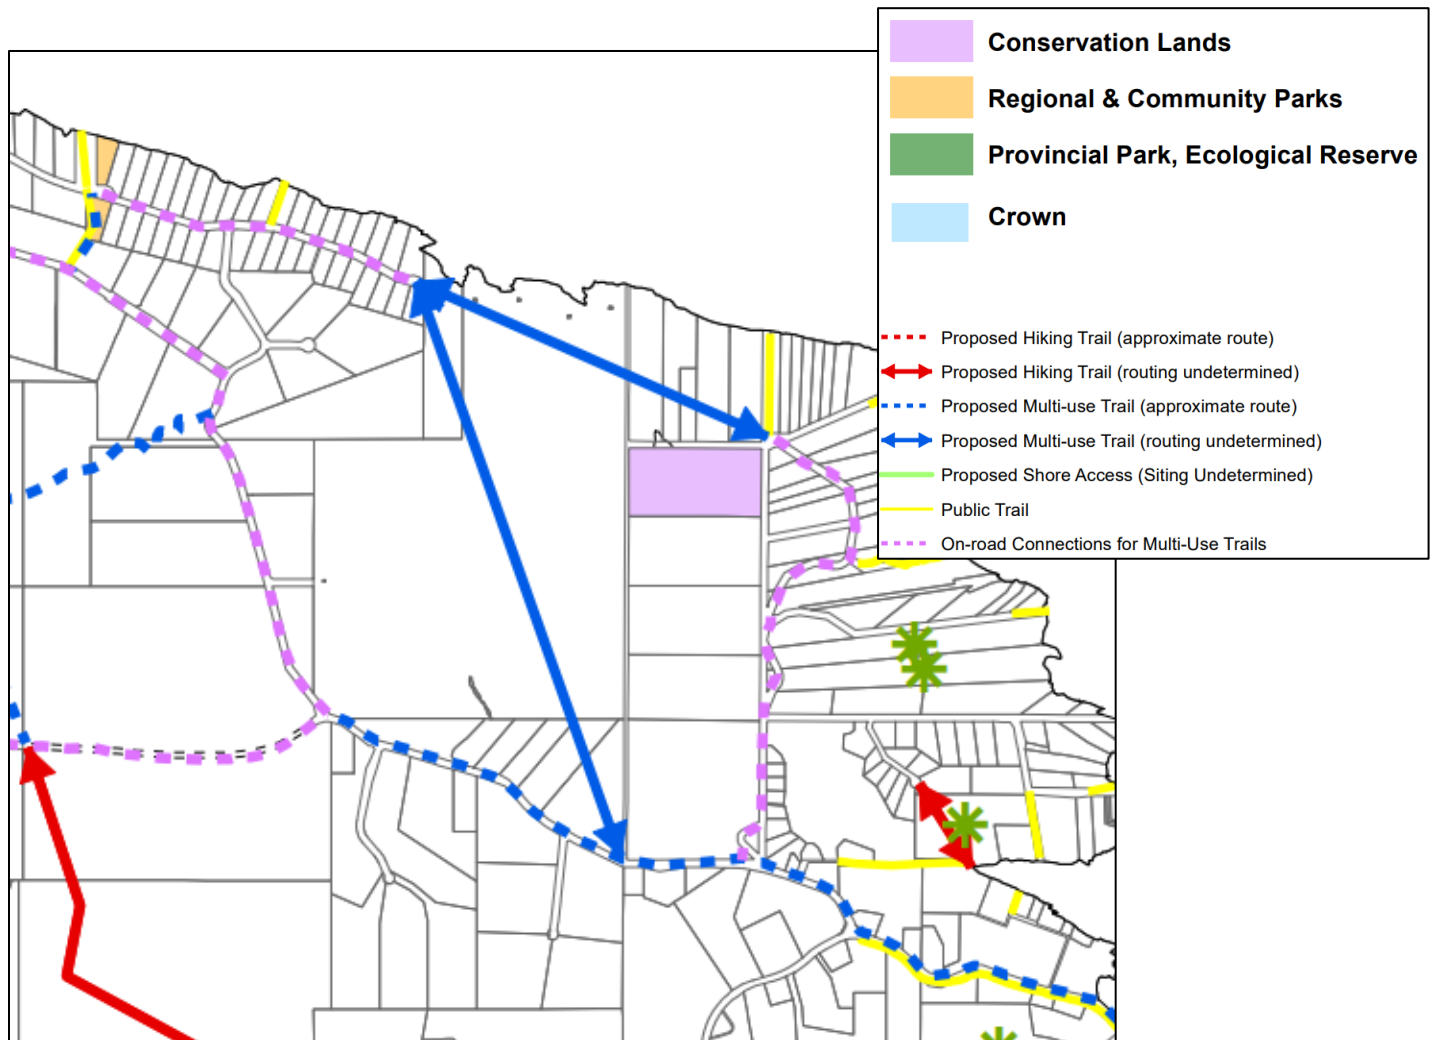 Conservation Lands
Regional & Community Parks
Provincial Park, Ecological Reserve
Crown
Proposed Hiking Trail (approximate route)
Proposed Hiking Trail (routing undetermined)
Proposed Multi-use Trail (approximate route)
Proposed Multi-use Trail (routing undetermined)
Proposed Shore Access (Siting Undetermined)
Public Trail
On-road Connections for Multi-Use Trails